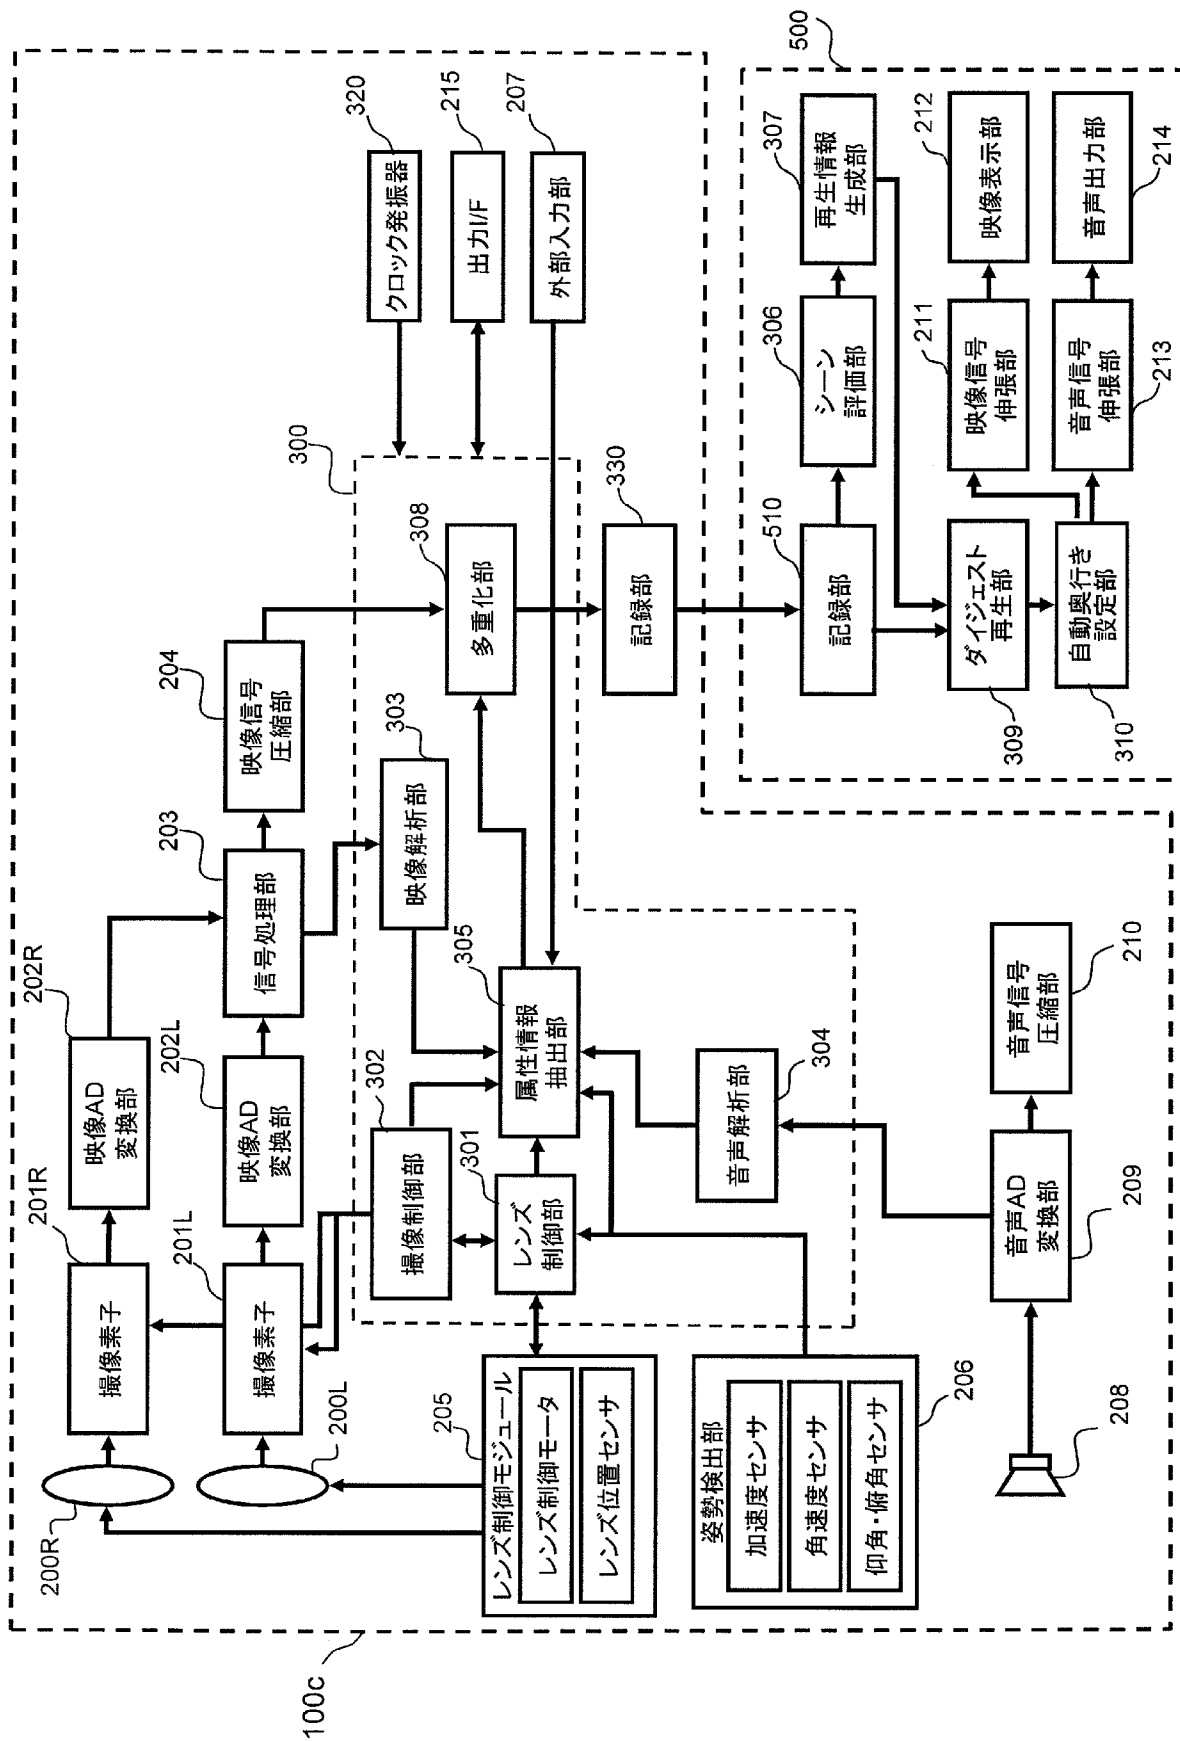 100c
200R
撮像素子
201R
映像AD
変換部
202R
200L
撮像素子
201L
映像AD
変換部
202L
信号処理部
203
映像信号
圧縮部
204
300
クロック発振器
320
出力I/F
215
外部入力部
207
レンズ制御モジュール
205
レンズ制御モータ
レンズ位置センサ
撮像制御部
302
レンズ
制御部
301
映像解析部
303
属性情報
抽出部
305
多重化部
308
記録部
330
姿勢検出部
206
加速度センサ
角速度センサ
仰角・俯角センサ
音声解析部
304
208
音声AD
変換部
209
音声信号
圧縮部
210
500
記録部
510
シーン
評価部
306
再生情報
生成部
307
ダイジェスト
再生部
309
映像信号
伸張部
211
映像表示部
212
自動奥行き
設定部
310
音声信号
伸張部
213
音声出力部
214